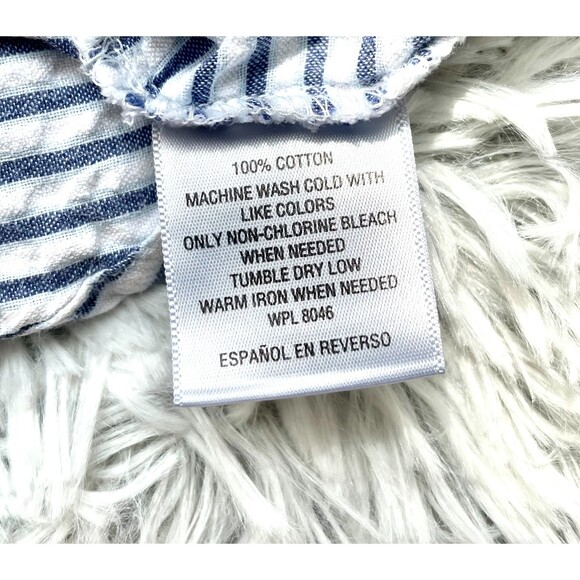 100% COTTON
MACHINE WASH COLD WITH
LIKE COLORS
ONLY NON-CHLORINE BLEACH
WHEN NEEDED
TUMBLE DRY LOW
WARM IRON WHEN NEEDED
WPL 8046
ESPAÑOL EN REVERSO